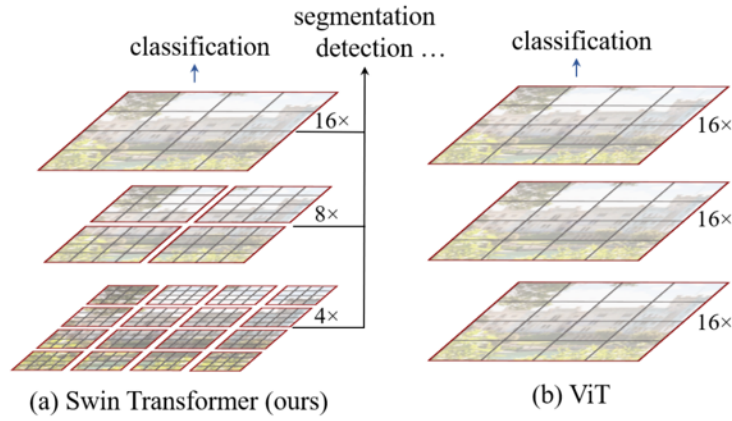 segmentation
detection ...
classification
16×
8×
4×
(a) Swin Transformer (ours)
classification
16×
16×
16×
(b) ViT